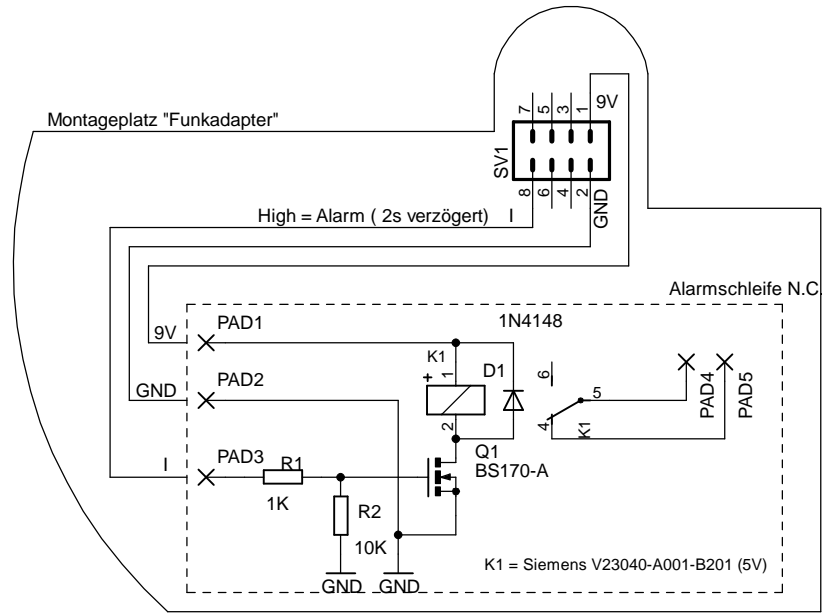 7 5 3 1 9V
Montageplatz "Funkadapter"
SV1
8 6 4 2
GND
High = Alarm ( 2s verzögert) I
Alarmschleife N.C.
9V PAD1 1N4148
K1 + 1 D1 6
GND PAD2 5 PAD4 PAD5
2 4 K1
Q1
BS170-A
I PAD3 R1
1K R2
10K
K1 = Siemens V23040-A001-B201 (5V)
GND GND